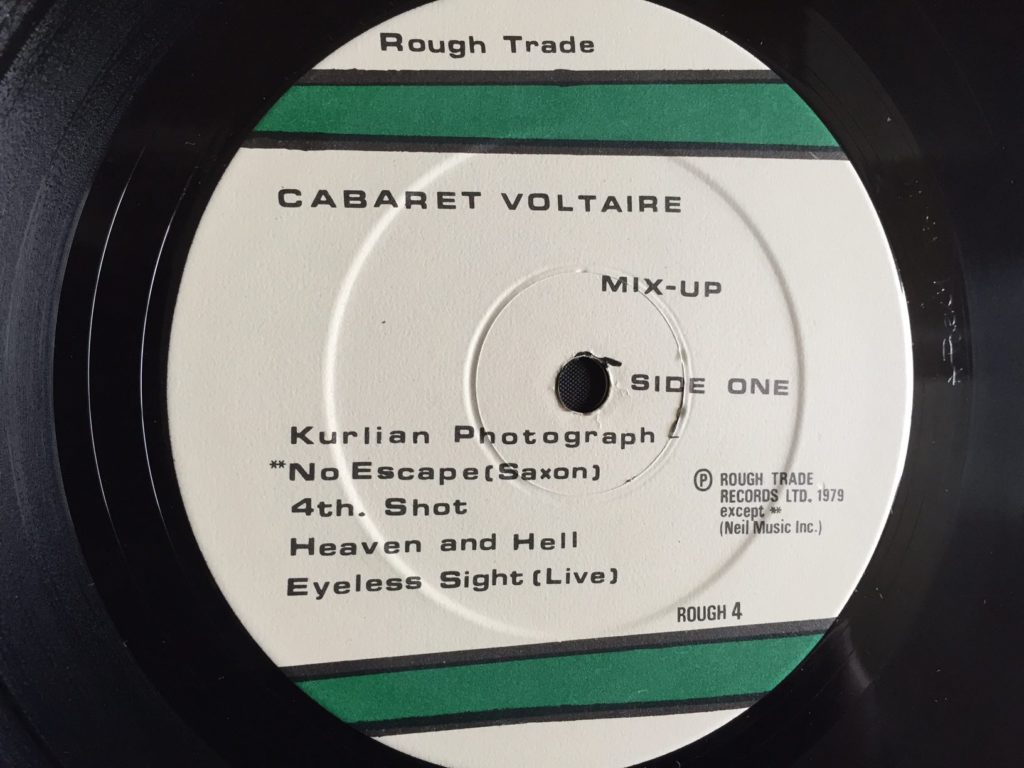 Rough Trade
CABARET VOLTAIRE
MIX-UP
SIDE ONE
Kurlian Photograph
**No Escape (Saxon)
4th. Shot
Heaven and Hell
Eyeless Sight (Live)
Ⓟ ROUGH TRADE
RECORDS LTD. 1979
except **
(Neil Music Inc.)
ROUGH 4